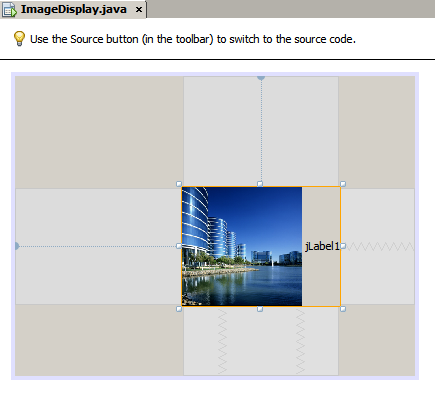 ImageDisplay.java ×
Use the Source button (in the toolbar) to switch to the source code.
jLabel1